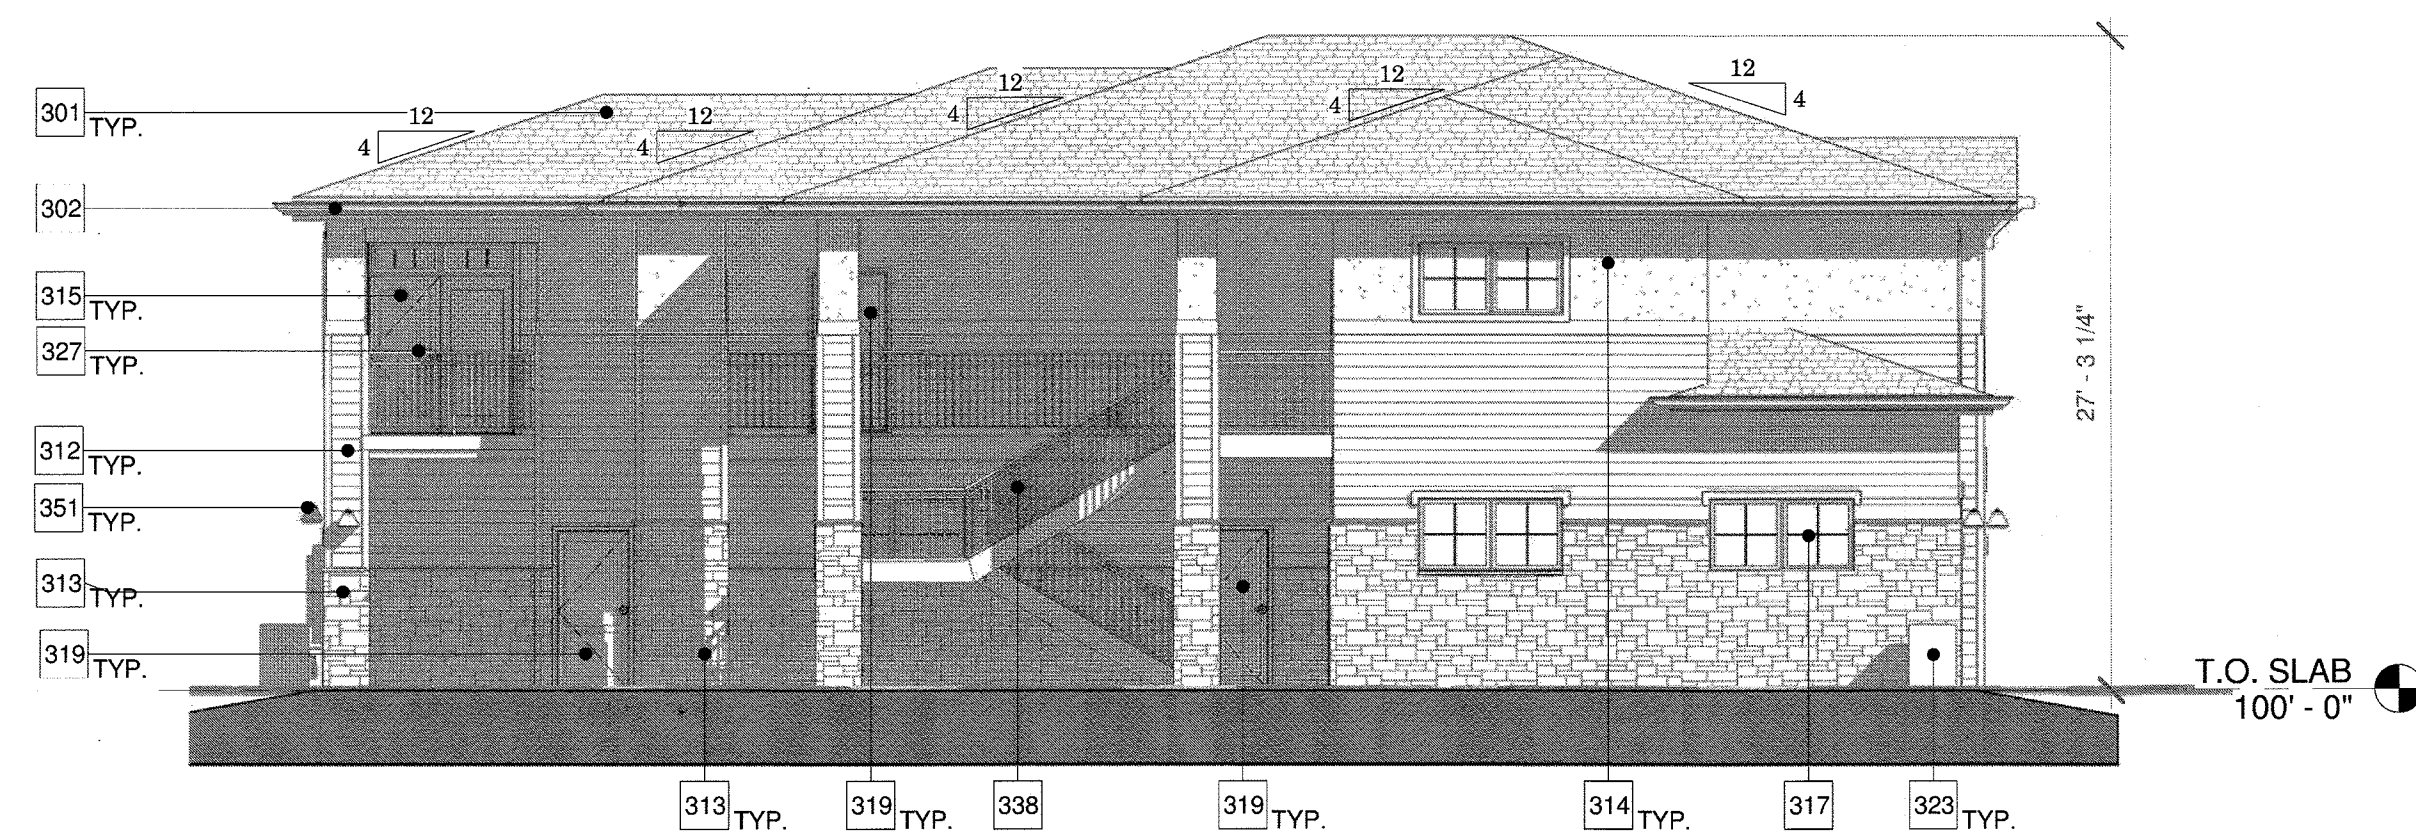 12
12
12
12
12
4
4
4
4
4
301
TYP.
302
315
TYP.
327
TYP.
312
TYP.
351
TYP.
313
TYP.
319
TYP.
27' - 3 1/4"
T.O. SLAB
100' - 0"
313 TYP.
319 TYP.
338
319 TYP.
314 TYP.
317
323 TYP.